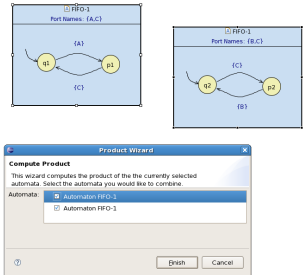 FIFO-1
Port Names: {A,C}
{A}
q1
p1
{C}
FIFO-1
Port Names: {B,C}
{C}
q2
p2
{B}
Product Wizard
Compute Product
This wizard computes the product of the the currently selected
automata. Select the automata you would like to combine.
Automata:
Automaton FIFO-1
Automaton FIFO-1
Finish
Cancel